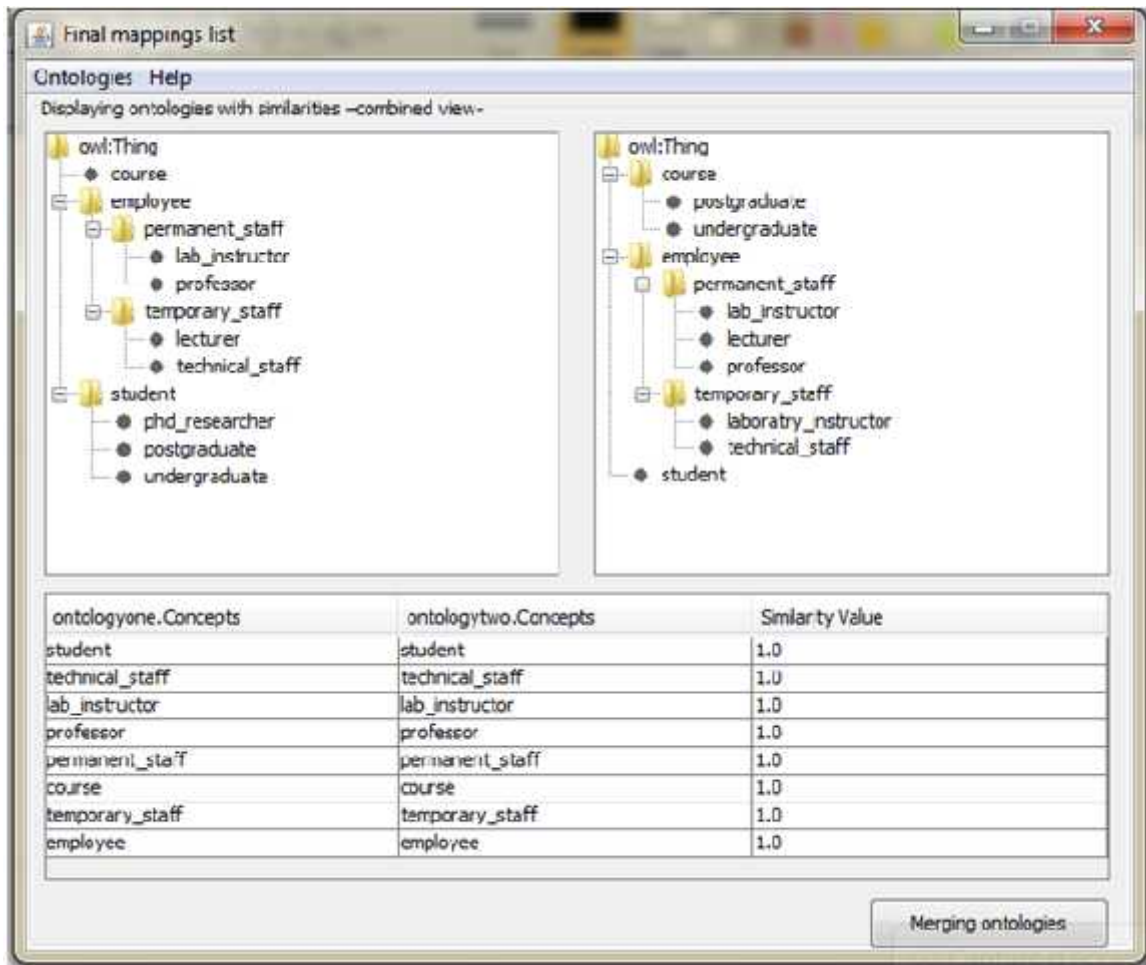 Final mappings list
Ontologies Help
Displaying ontologies with similarities –combined view-
owl:Thing
course
employee
permanent_staff
lab_instructor
professor
temporary_staff
lecturer
technical_staff
student
phd_researcher
postgraduate
undergraduate
owl:Thing
course
postgraduate
undergraduate
employee
permanent_staff
lab_instructor
lecturer
professor
temporary_staff
laboratry_instructor
technical_staff
student
ontologyone.Concepts ontologytwo.Concepts Similarity Value
student student 1.0
technical_staff technical_staff 1.0
lab_instructor lab_instructor 1.0
professor professor 1.0
permanent_staff permanent_staff 1.0
course course 1.0
temporary_staff temporary_staff 1.0
employee employee 1.0
Merging ontologies